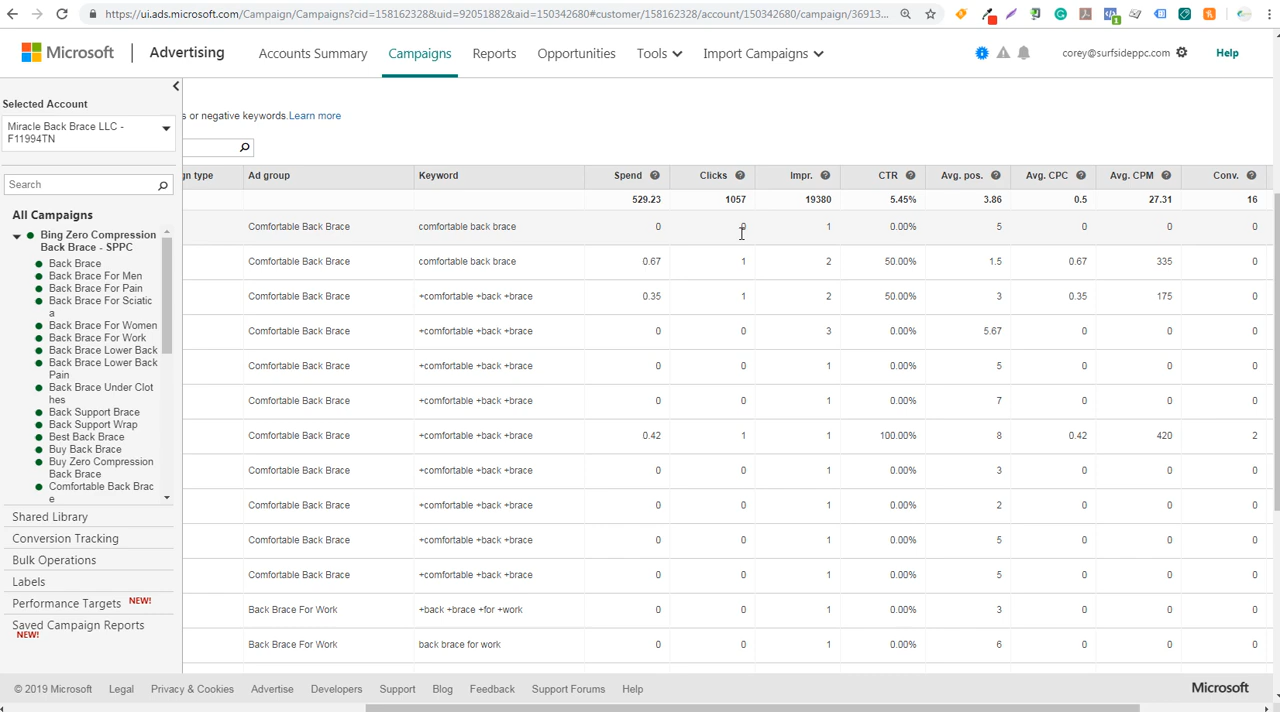 https://ui.ads.microsoft.com/Campaign/Campaigns?cid=158162328&uid=92051882&aid=150342680#customer/158162328/account/150342680/campaign/36913...
Microsoft | Advertising Accounts Summary Campaigns Reports Opportunities Tools Import Campaigns corey@surfsideppc.com Help
Selected Account
Miracle Back Brace LLC -
F11994TN
Search
All Campaigns
Bing Zero Compression
Back Brace - SPPC
Back Brace
Back Brace For Men
Back Brace For Pain
Back Brace For Sciatic
a
Back Brace For Women
Back Brace For Work
Back Brace Lower Back
Back Brace Lower Back
Pain
Back Brace Under Clot
hes
Back Support Brace
Back Support Wrap
Best Back Brace
Buy Back Brace
Buy Zero Compression
Back Brace
Comfortable Back Brac
e
Shared Library
Conversion Tracking
Bulk Operations
Labels
Performance Targets NEW!
Saved Campaign Reports
NEW!
s or negative keywords. Learn more
gn type Ad group Keyword Spend Clicks Impr. CTR Avg. pos. Avg. CPC Avg. CPM Conv.
529.23 1057 19380 5.45% 3.86 0.5 27.31 16
Comfortable Back Brace comfortable back brace 0 0 1 0.00% 5 0 0 0
Comfortable Back Brace comfortable back brace 0.67 1 2 50.00% 1.5 0.67 335 0
Comfortable Back Brace +comfortable +back +brace 0.35 1 2 50.00% 3 0.35 175 0
Comfortable Back Brace +comfortable +back +brace 0 0 3 0.00% 5.67 0 0 0
Comfortable Back Brace +comfortable +back +brace 0 0 1 0.00% 5 0 0 0
Comfortable Back Brace +comfortable +back +brace 0 0 1 0.00% 7 0 0 0
Comfortable Back Brace +comfortable +back +brace 0.42 1 1 100.00% 8 0.42 420 2
Comfortable Back Brace +comfortable +back +brace 0 0 1 0.00% 3 0 0 0
Comfortable Back Brace +comfortable +back +brace 0 0 1 0.00% 2 0 0 0
Comfortable Back Brace +comfortable +back +brace 0 0 1 0.00% 5 0 0 0
Comfortable Back Brace +comfortable +back +brace 0 0 1 0.00% 5 0 0 0
Back Brace For Work +back +brace +for +work 0 0 1 0.00% 3 0 0 0
Back Brace For Work back brace for work 0 0 1 0.00% 6 0 0 0
© 2019 Microsoft Legal Privacy & Cookies Advertise Developers Support Blog Feedback Support Forums Help Microsoft